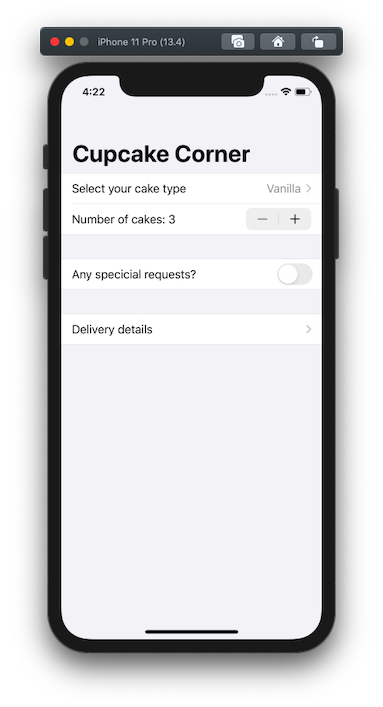 iPhone 11 Pro (13.4)
4:22
Cupcake Corner
Select your cake type Vanilla
Number of cakes: 3
Any specicial requests?
Delivery details